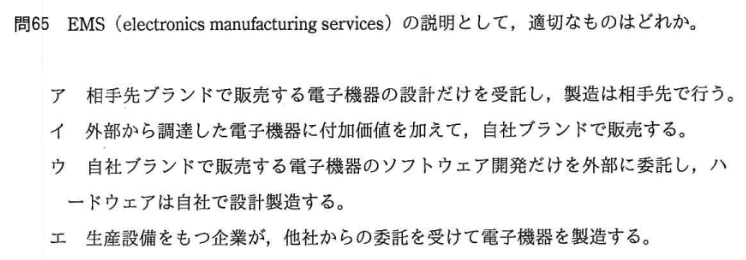 問65 EMS（electronics manufacturing services）の説明として，適切なものはどれか。
ア 相手先ブランドで販売する電子機器の設計だけを受託し，製造は相手先で行う。
イ 外部から調達した電子機器に付加価値を加えて，自社ブランドで販売する。
ウ 自社ブランドで販売する電子機器のソフトウェア開発だけを外部に委託し，ハ
ードウェアは自社で設計製造する。
エ 生産設備をもつ企業が，他社からの委託を受けて電子機器を製造する。